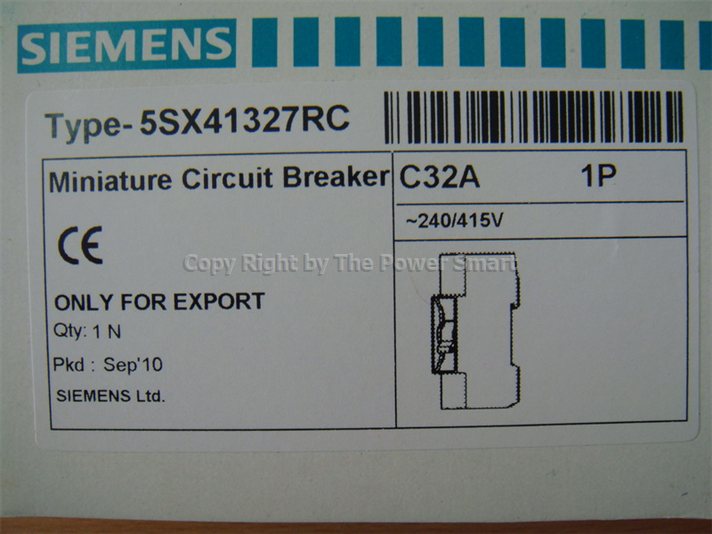 SIEMENS
Type- 5SX41327RC
Miniature Circuit Breaker C32A 1P
~240/415V
CE
Copy Right by The Power Smart
ONLY FOR EXPORT
Qty: 1 N
Pkd : Sep'10
SIEMENS Ltd.